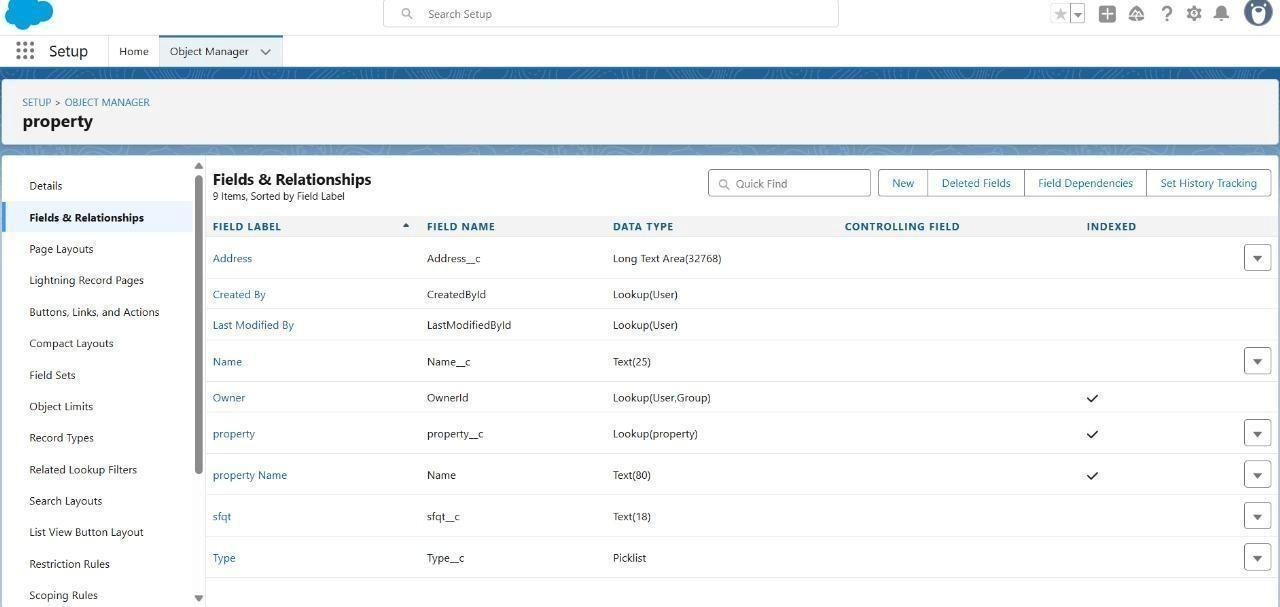 Search Setup
Setup Home Object Manager
SETUP > OBJECT MANAGER
property
Details
Fields & Relationships
Page Layouts
Lightning Record Pages
Buttons, Links, and Actions
Compact Layouts
Field Sets
Object Limits
Record Types
Related Lookup Filters
Search Layouts
List View Button Layout
Restriction Rules
Scoping Rules
Fields & Relationships
9 Items, Sorted by Field Label
Quick Find New Deleted Fields Field Dependencies Set History Tracking
FIELD LABEL FIELD NAME DATA TYPE CONTROLLING FIELD INDEXED
Address Address__c Long Text Area(32768)
Created By CreatedById Lookup(User)
Last Modified By LastModifiedById Lookup(User)
Name Name__c Text(25)
Owner OwnerId Lookup(User,Group)
property property__c Lookup(property)
property Name Name Text(80)
sfqt sfqt__c Text(18)
Type Type__c Picklist